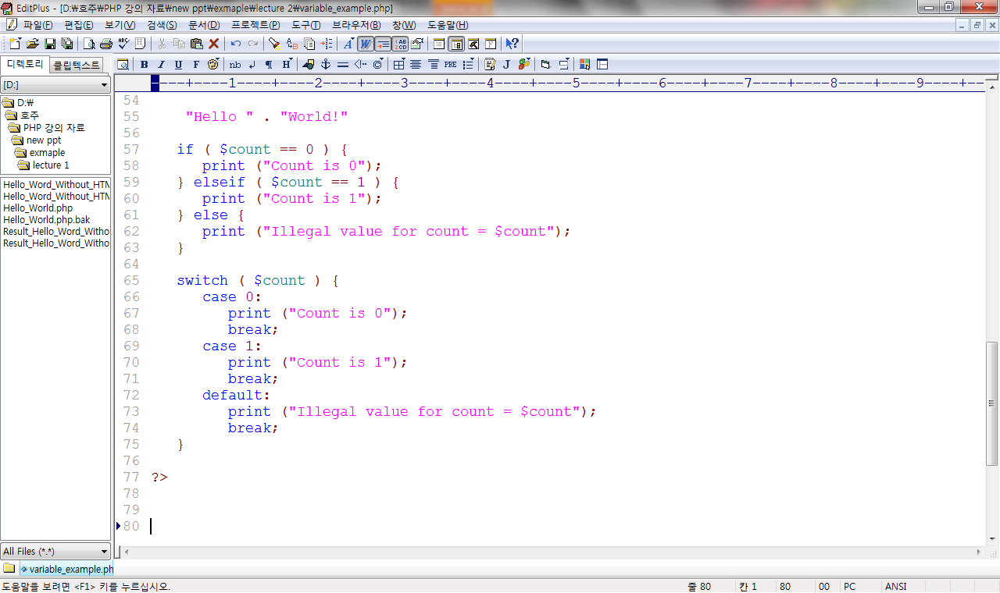 EditPlus - [D:\호주\PHP 강의 자료\new ppt\exmaple\lecture 2\variable_example.php]
파일(F) 편집(E) 보기(V) 검색(S) 문서(D) 프로젝트(P) 도구(T) 브라우저(B) 창(W) 도움말(H)
디렉토리 클립텍스트
[D:]
D:\
호주
PHP 강의 자료
new ppt
exmaple
lecture 1
Hello_Word_Without_HTM
Hello_Word_Without_HTM
Hello_World.php
Hello_World.php.bak
Result_Hello_Word_Witho
Result_Hello_Word_Witho
All Files (*.*)
B I U F nb ¶ H PRE J
----+----1----+----2----+----3----+----4----+----5----+----6----+----7----+----8----+----9----+--
54
55 "Hello " . "World!"
56
57 if ( $count == 0 ) {
58 print ("Count is 0");
59 } elseif ( $count == 1 ) {
60 print ("Count is 1");
61 } else {
62 print ("Illegal value for count = $count");
63 }
64
65 switch ( $count ) {
66 case 0:
67 print ("Count is 0");
68 break;
69 case 1:
70 print ("Count is 1");
71 break;
72 default:
73 print ("Illegal value for count = $count");
74 break;
75 }
76
77 ?>
78
79
80
variable_example.ph
도움말을 보려면 <F1> 키를 누르십시오. 줄 80 칸 1 80 00 PC ANSI